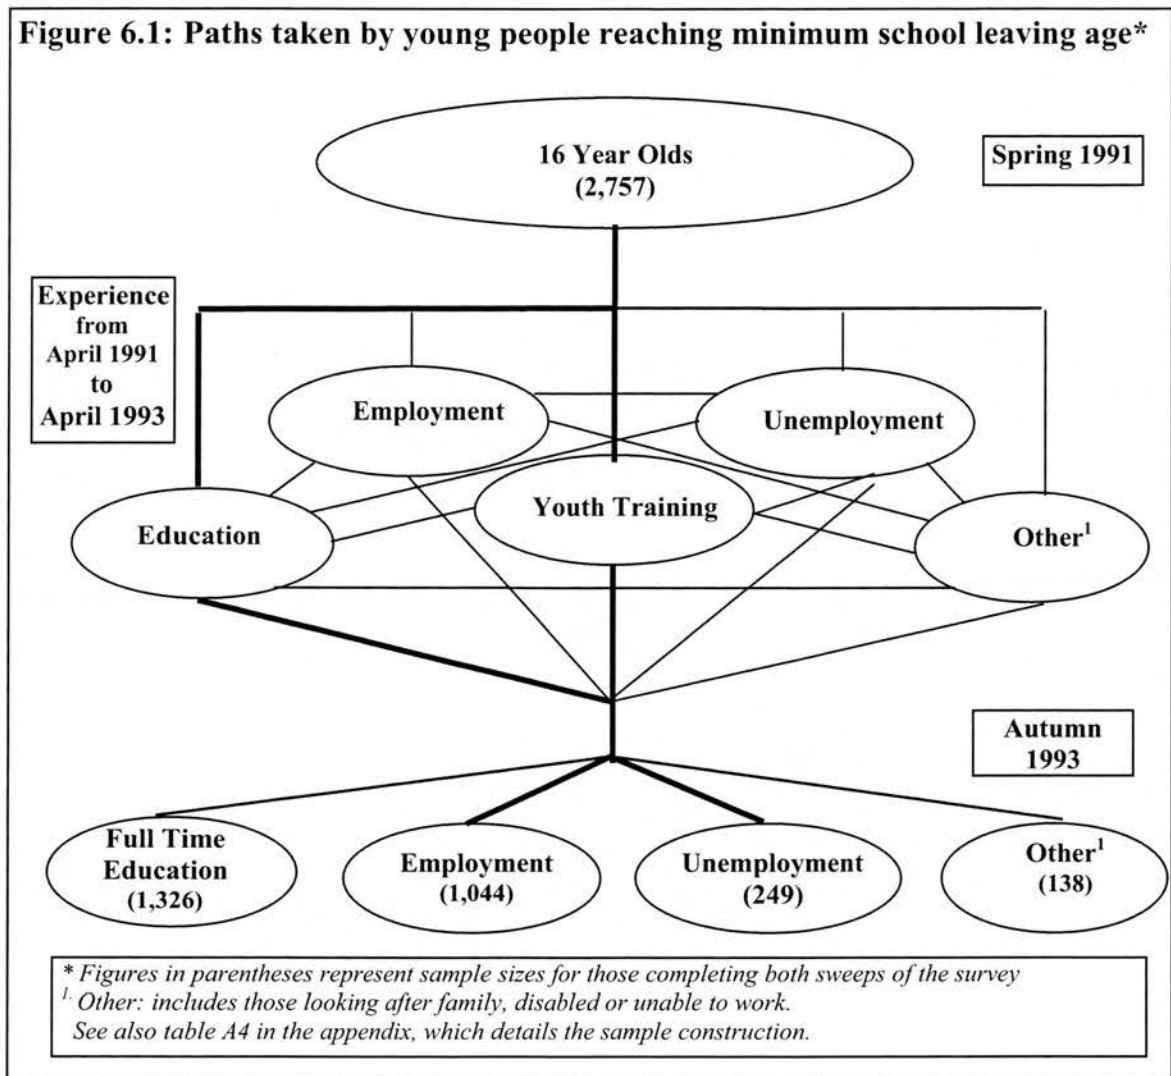 Figure 6.1: Paths taken by young people reaching minimum school leaving age*
16 Year Olds
(2,757)
Spring 1991
Experience
from
April 1991
to
April 1993
Employment
Unemployment
Education
Youth Training
Other¹
Autumn
1993
Full Time
Education
(1,326)
Employment
(1,044)
Unemployment
(249)
Other¹
(138)
* Figures in parentheses represent sample sizes for those completing both sweeps of the survey
¹· Other: includes those looking after family, disabled or unable to work.
See also table A4 in the appendix, which details the sample construction.